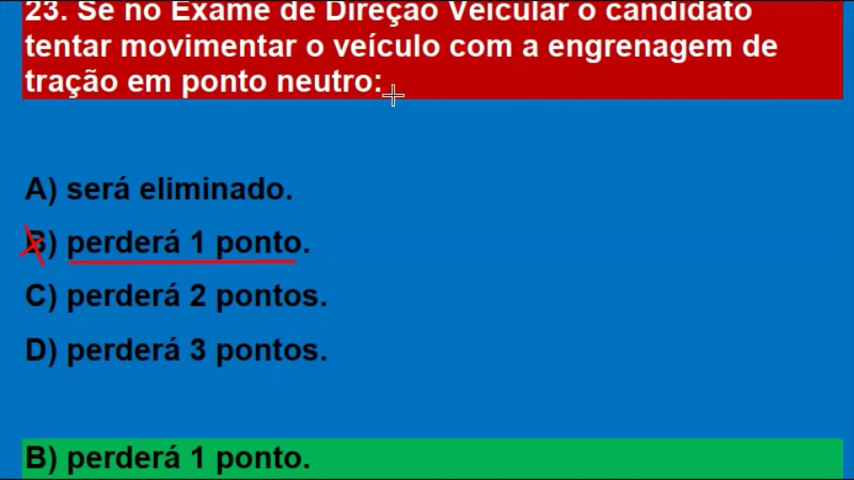 23. Se no Exame de Direção Veicular o candidato
tentar movimentar o veículo com a engrenagem de
tração em ponto neutro:
A) será eliminado.
B) perderá 1 ponto.
C) perderá 2 pontos.
D) perderá 3 pontos.
B) perderá 1 ponto.